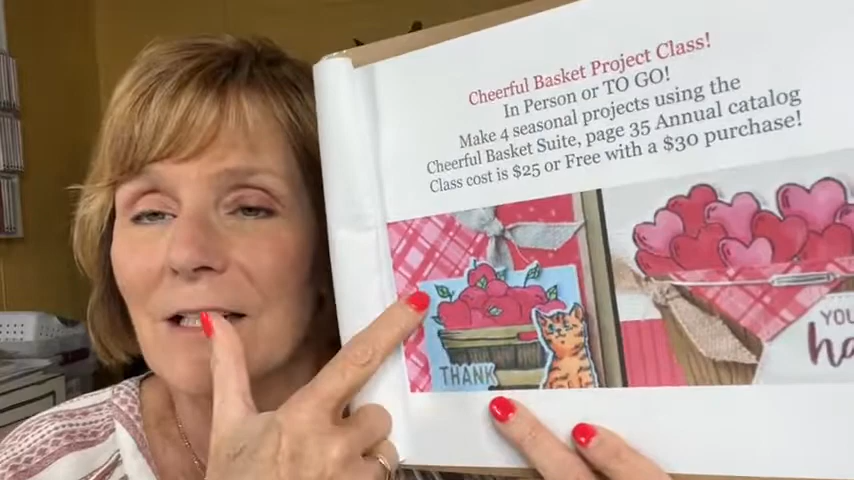 Cheerful Basket Project Class!
In Person or TO GO!
Make 4 seasonal projects using the
Cheerful Basket Suite, page 35 Annual Catalog
Class cost is $25 or Free with a $30 purchase!
THANK
YOU